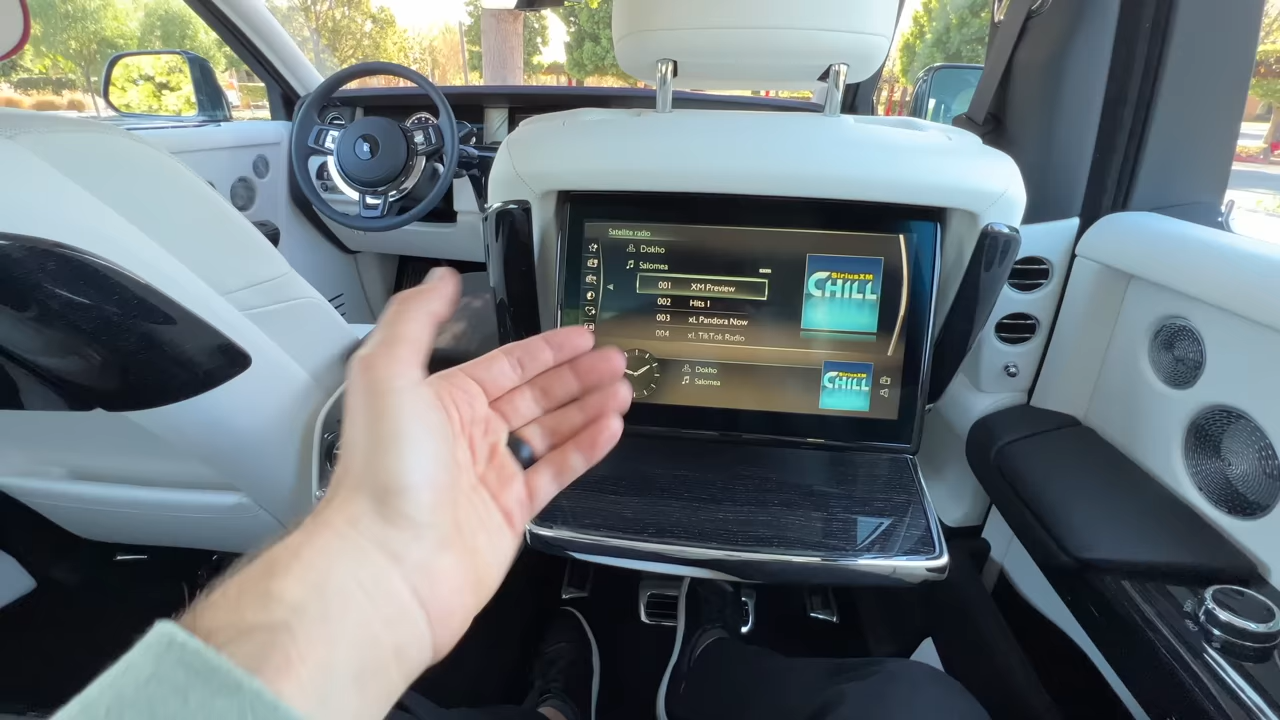 Satellite radio
Dokho
Salomea
001 XM Preview
002 Hits 1
003 xL Pandora Now
004 xL TikTok Radio
SiriusXM
CHILL
Dokho
Salomea
SiriusXM
CHILL